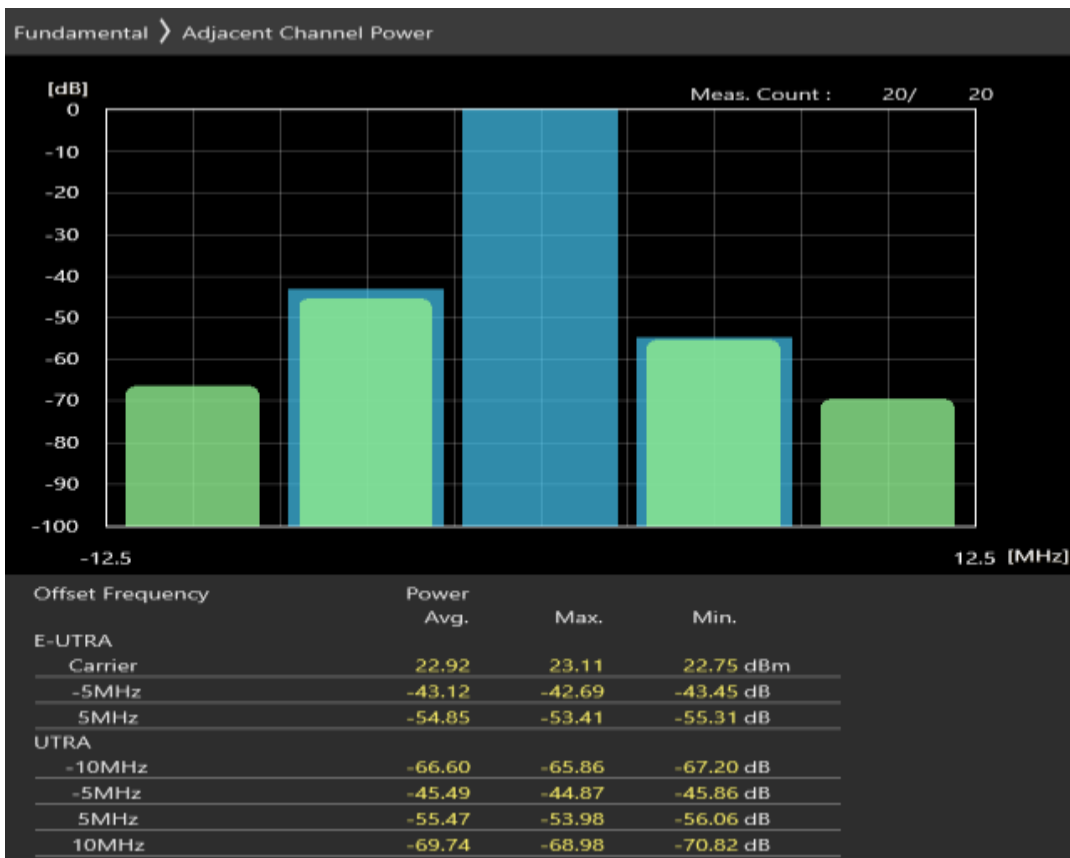 Fundamental 〉 Adjacent Channel Power
[dB]
Meas. Count : 20/ 20
0
-10
-20
-30
-40
-50
-60
-70
-80
-90
-100
-12.5 12.5 [MHz]
Offset Frequency Power
Avg. Max. Min.
E-UTRA
Carrier 22.92 23.11 22.75 dBm
-5MHz -43.12 -42.69 -43.45 dB
5MHz -54.85 -53.41 -55.31 dB
UTRA
-10MHz -66.60 -65.86 -67.20 dB
-5MHz -45.49 -44.87 -45.86 dB
5MHz -55.47 -53.98 -56.06 dB
10MHz -69.74 -68.98 -70.82 dB